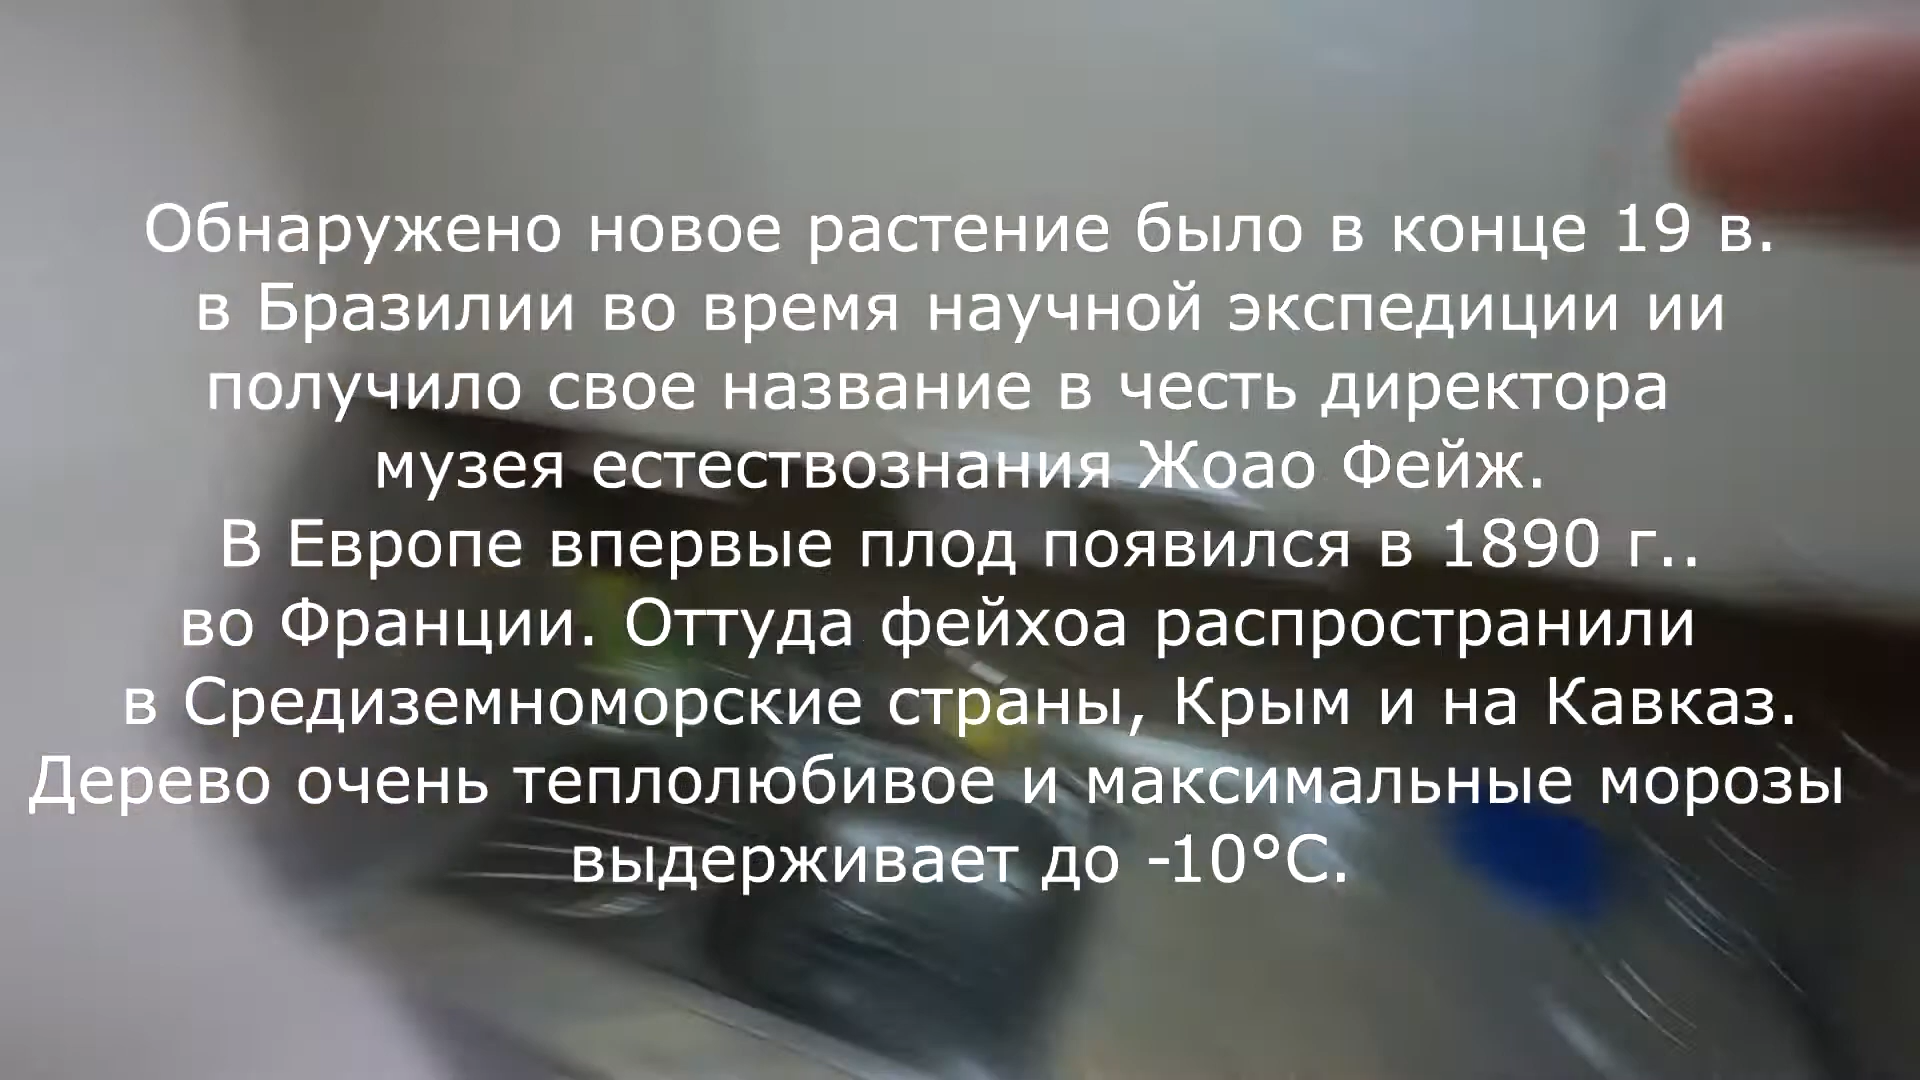 Обнаружено новое растение было в конце 19 в.
в Бразилии во время научной экспедиции ии
получило свое название в честь директора
музея естествознания Жоао Фейж.
В Европе впервые плод появился в 1890 г..
во Франции. Оттуда фейхоа распространили
в Средиземноморские страны, Крым и на Кавказ.
Дерево очень теплолюбивое и максимальные морозы
выдерживает до -10°C.